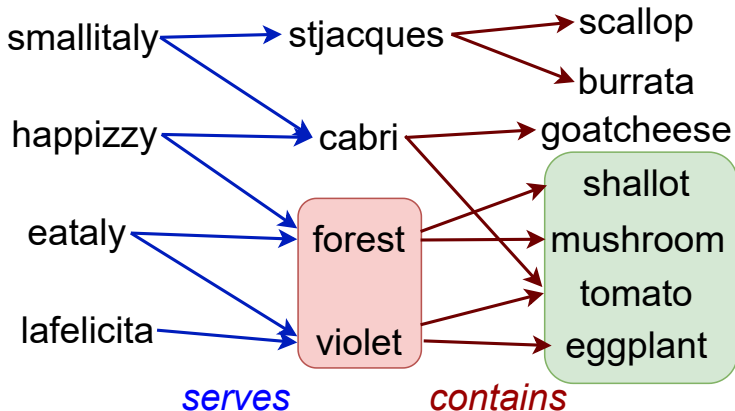 smallitaly
stjacques
scallop
burrata
happizzy
cabri
goatcheese
shallot
eataly
forest
mushroom
tomato
lafelicita
violet
eggplant
serves
contains